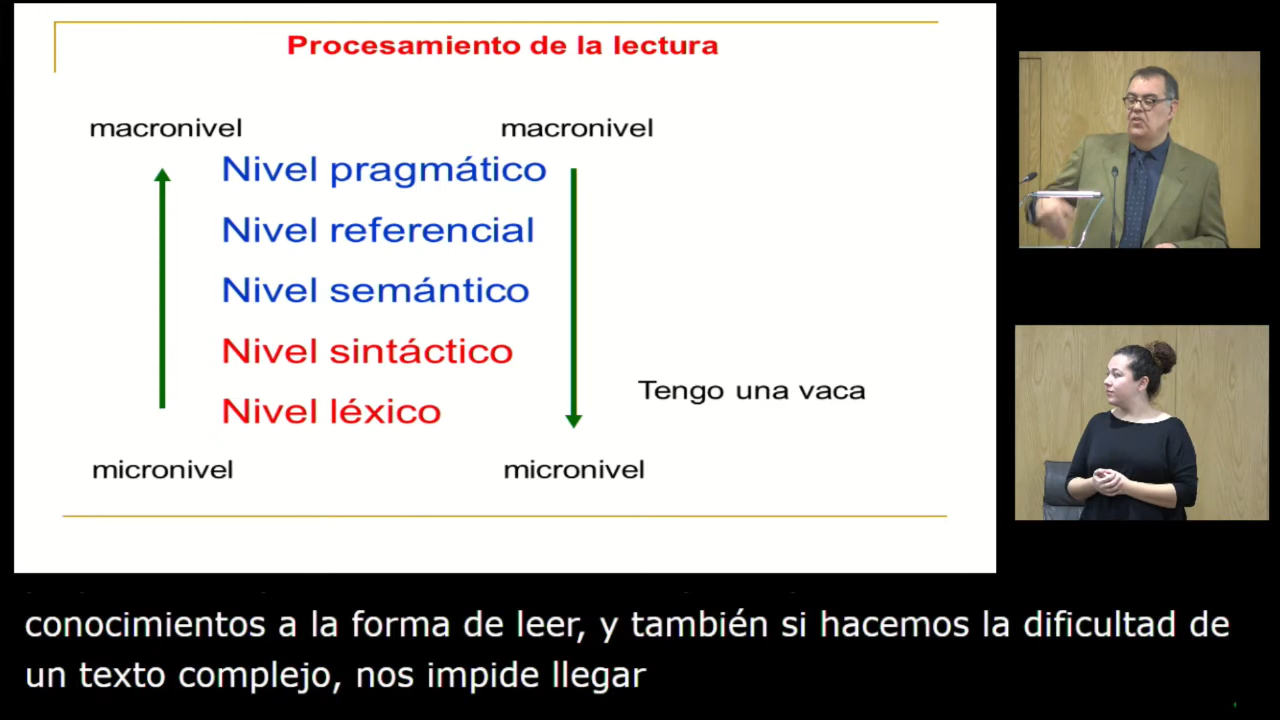 Procesamiento de la lectura
macronivel macronivel
Nivel pragmático
Nivel referencial
Nivel semántico
Nivel sintáctico
Tengo una vaca
Nivel léxico
micronivel micronivel
conocimientos a la forma de leer, y también si hacemos la dificultad de
un texto complejo, nos impide llegar